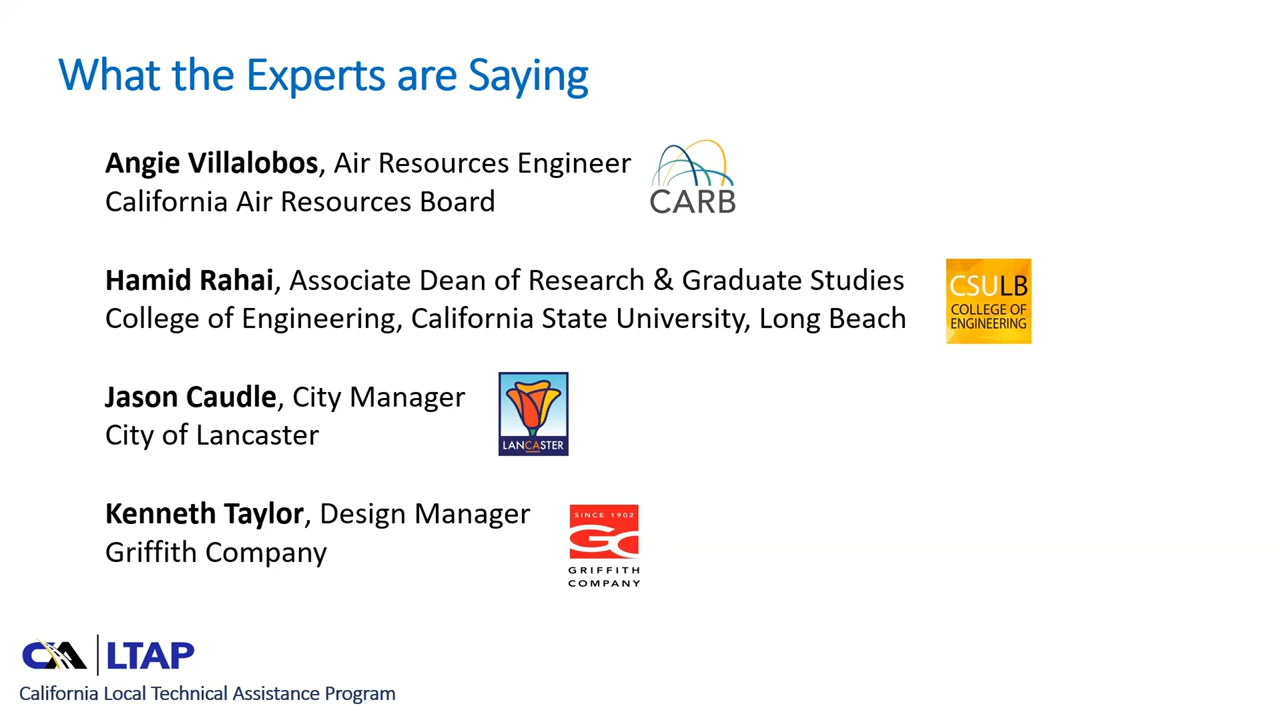 What the Experts are Saying
Angie Villalobos, Air Resources Engineer
California Air Resources Board
CARB
Hamid Rahai, Associate Dean of Research & Graduate Studies
College of Engineering, California State University, Long Beach
CSULB
COLLEGE OF
ENGINEERING
Jason Caudle, City Manager
City of Lancaster
LANCASTER
Kenneth Taylor, Design Manager
Griffith Company
SINCE 1902
GC
GRIFFITH
COMPANY
CA LTAP
California Local Technical Assistance Program